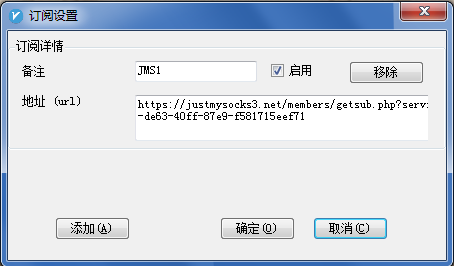 订阅设置
订阅详情
备注 JMS1 启用 移除
地址 (url) https://justmysocks3.net/members/getsub.php?servi
-de63-40ff-87e9-f581715eef71
添加(A) 确定(O) 取消(C)